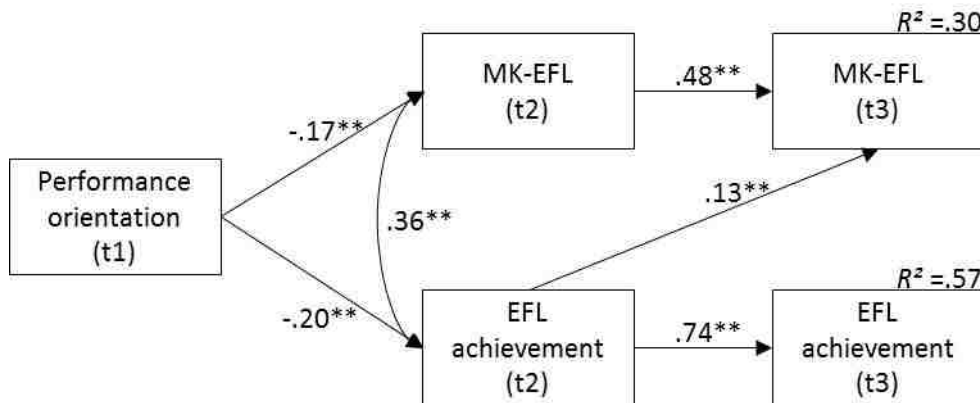 R² =.30
MK-EFL
(t2)
.48**
MK-EFL
(t3)
-.17**
Performance
orientation
(t1)
.36**
.13**
-.20**
R² =.57
EFL
achievement
(t2)
.74**
EFL
achievement
(t3)